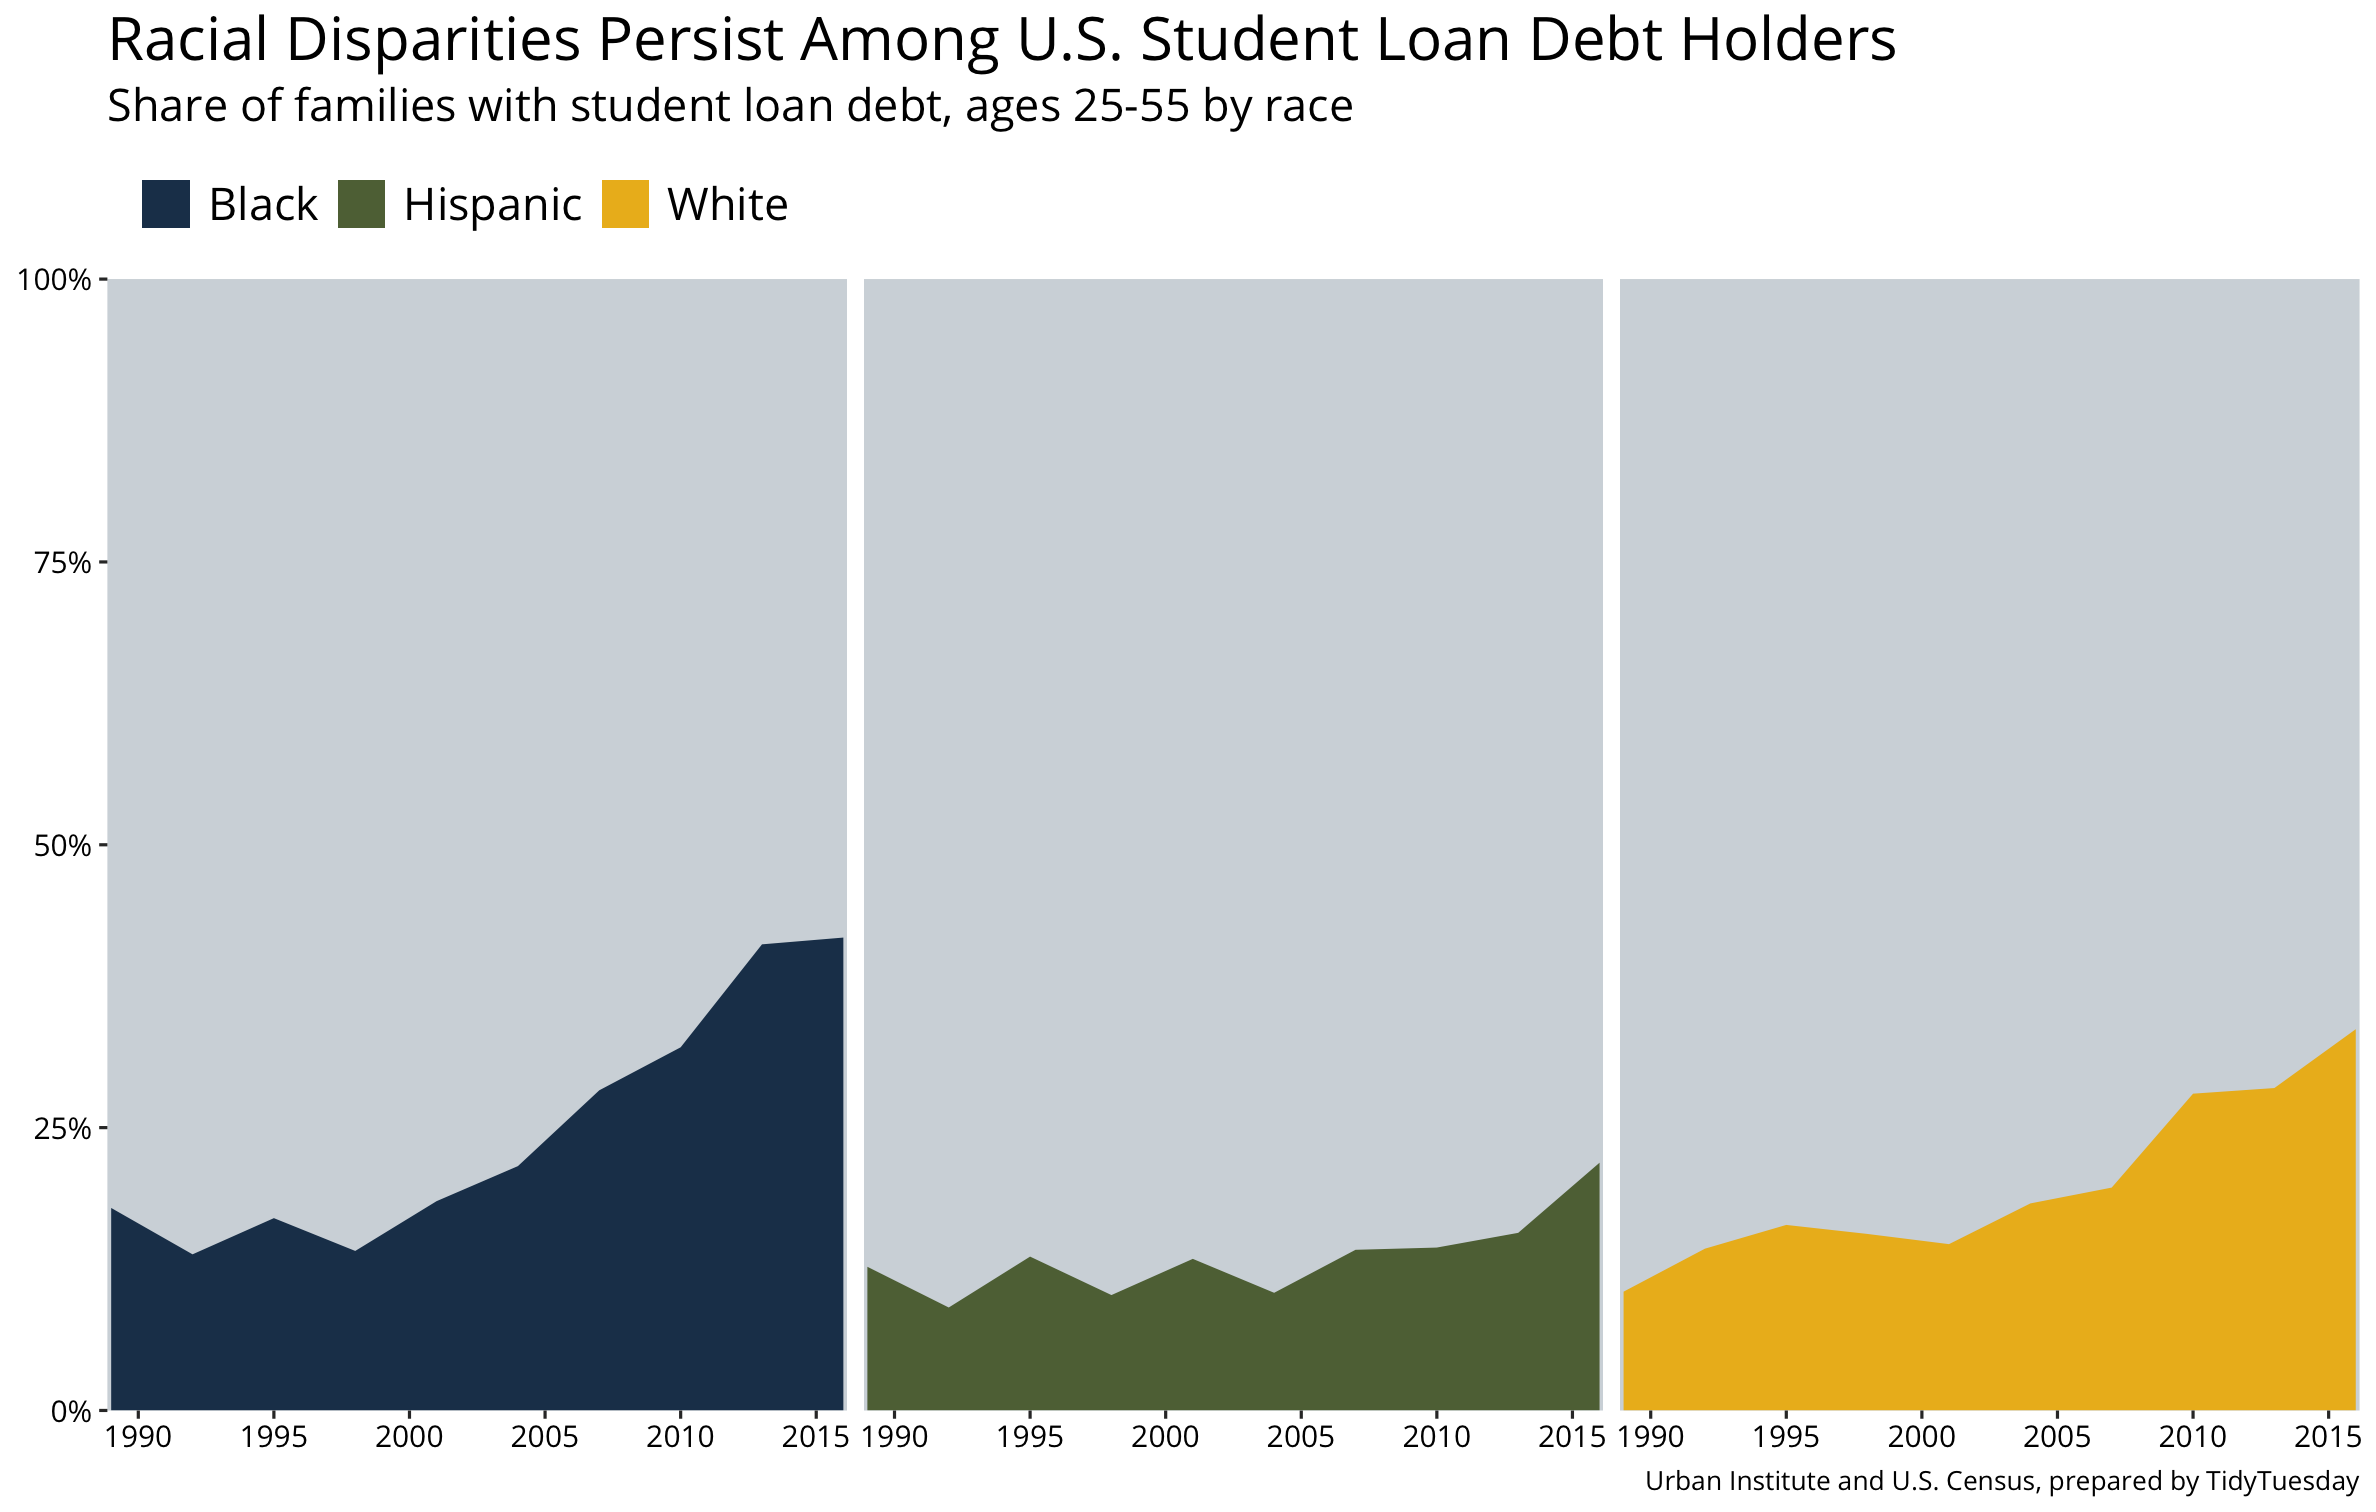 Racial Disparities Persist Among U.S. Student Loan Debt Holders
Share of families with student loan debt, ages 25-55 by race
Black Hispanic White
100%
75%
50%
25%
0%
1990 1995 2000 2005 2010 2015 1990 1995 2000 2005 2010 2015 1990 1995 2000 2005 2010 2015
Urban Institute and U.S. Census, prepared by TidyTuesday